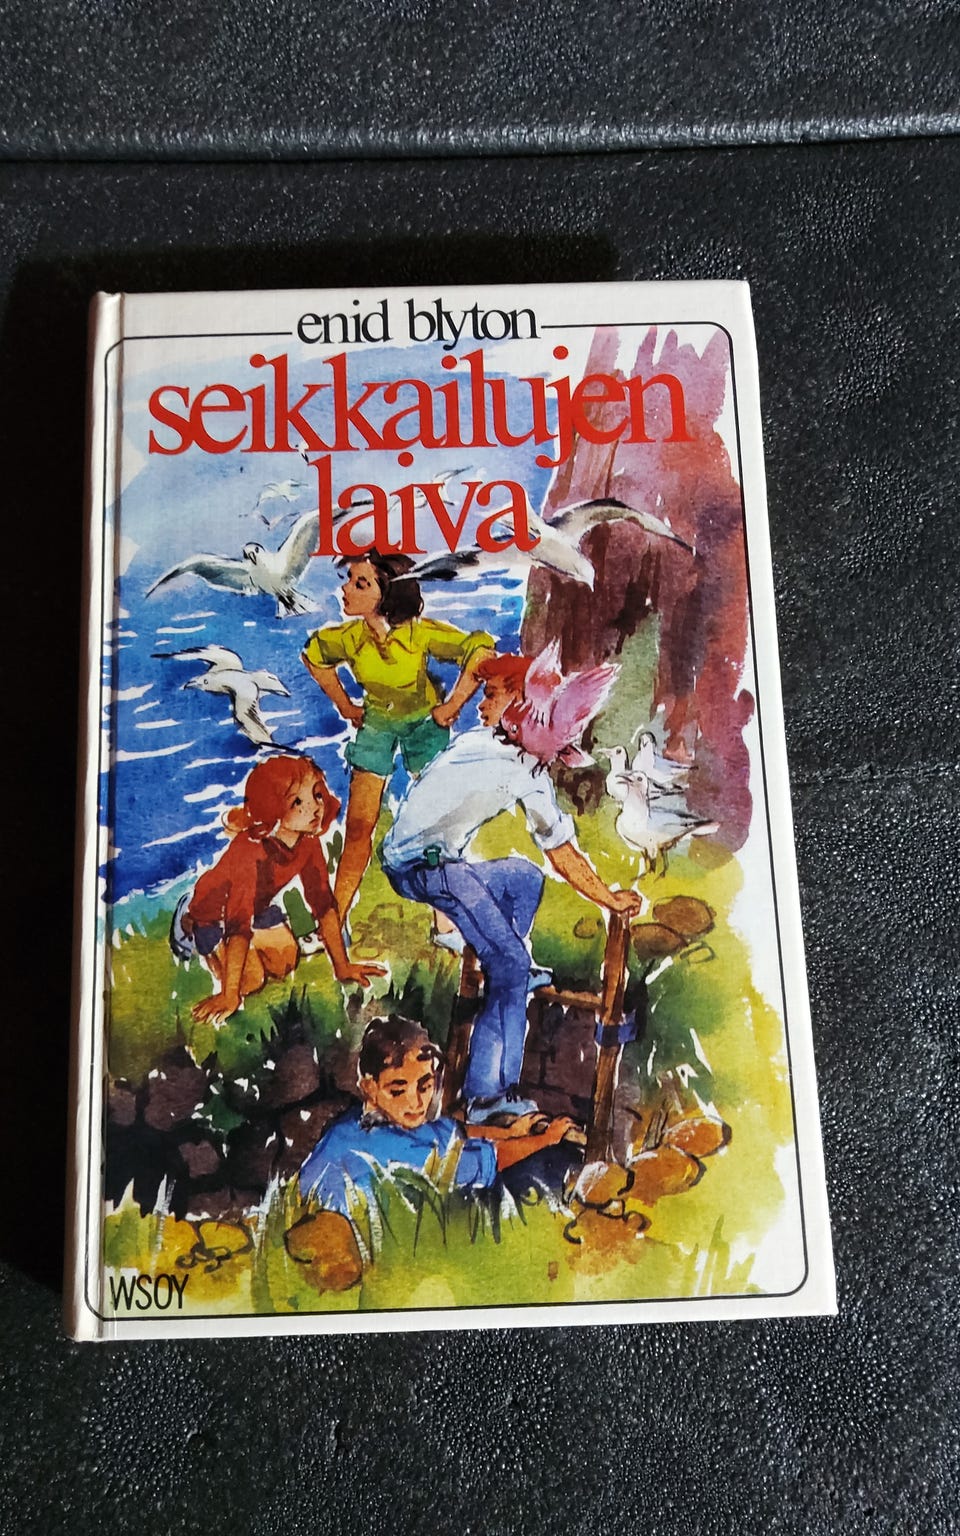 enid blyton
seikkailujen
laiva
WSOY